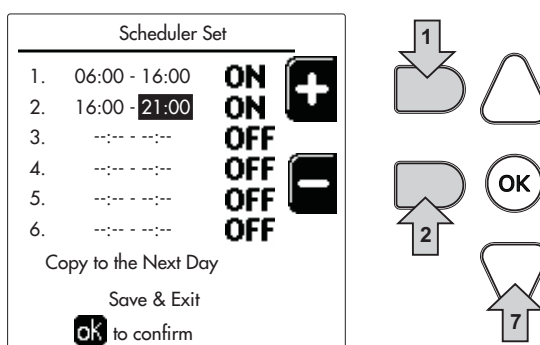 Scheduler Set
1. 06:00 - 16:00 ON +
2. 16:00 - 21:00 ON
3. --:-- - --:-- OFF
4. --:-- - --:-- OFF -
5. --:-- - --:-- OFF
6. --:-- - --:-- OFF
Copy to the Next Day
Save & Exit
ok to confirm
1
OK
2
7